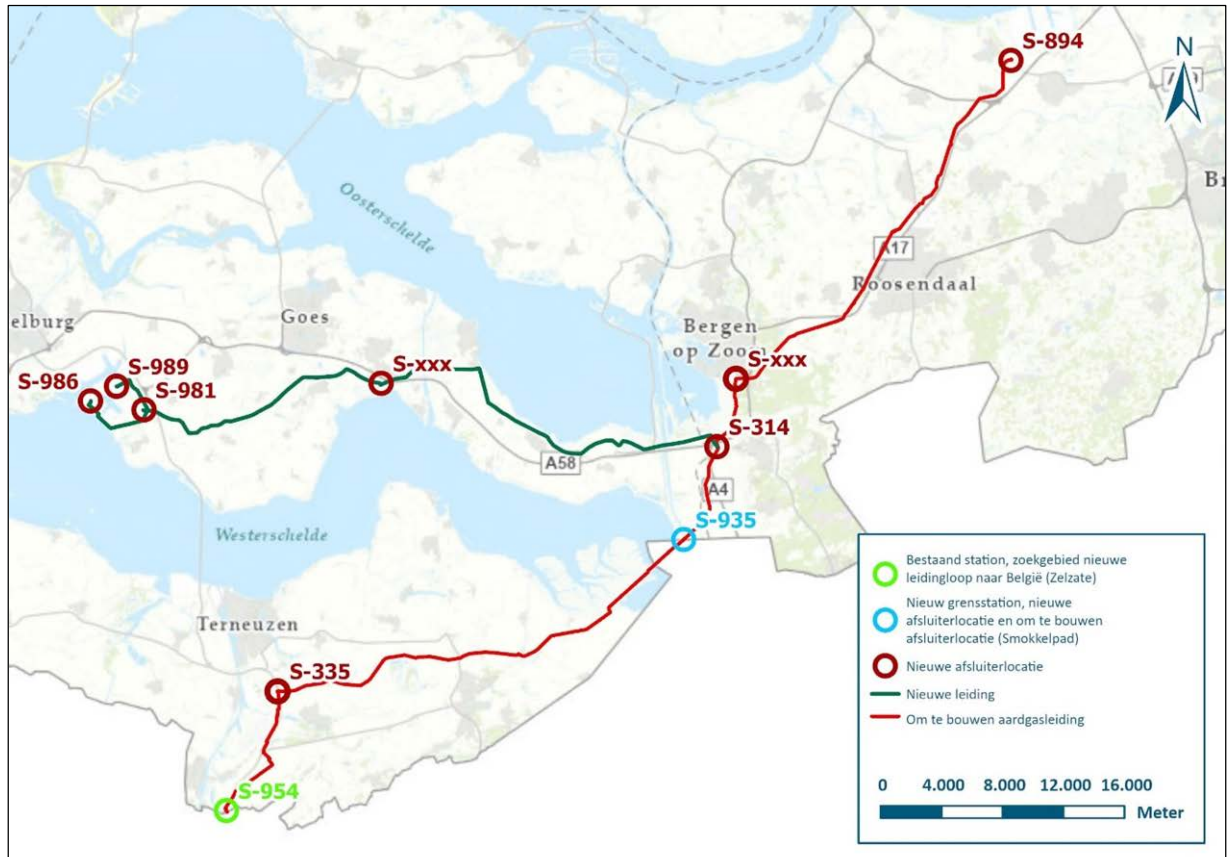 S-894
N
Oosterschelde
A17
Roosendaal
Br
elburg
Goes
Bergen
op Zoom
S-xxx
S-xxx
S-989
S-986
S-981
S-314
A58
A4
S-935
Westerschelde
Terneuzen
S-335
S-954
Bestaand station, zoekgebied nieuwe
leidingloop naar België (Zelzate)
Nieuw grensstation, nieuwe
afsluiterlocatie en om te bouwen
afsluiterlocatie (Smokkelpad)
Nieuwe afsluiterlocatie
Nieuwe leiding
Om te bouwen aardgasleiding
0 4.000 8.000 12.000 16.000
Meter